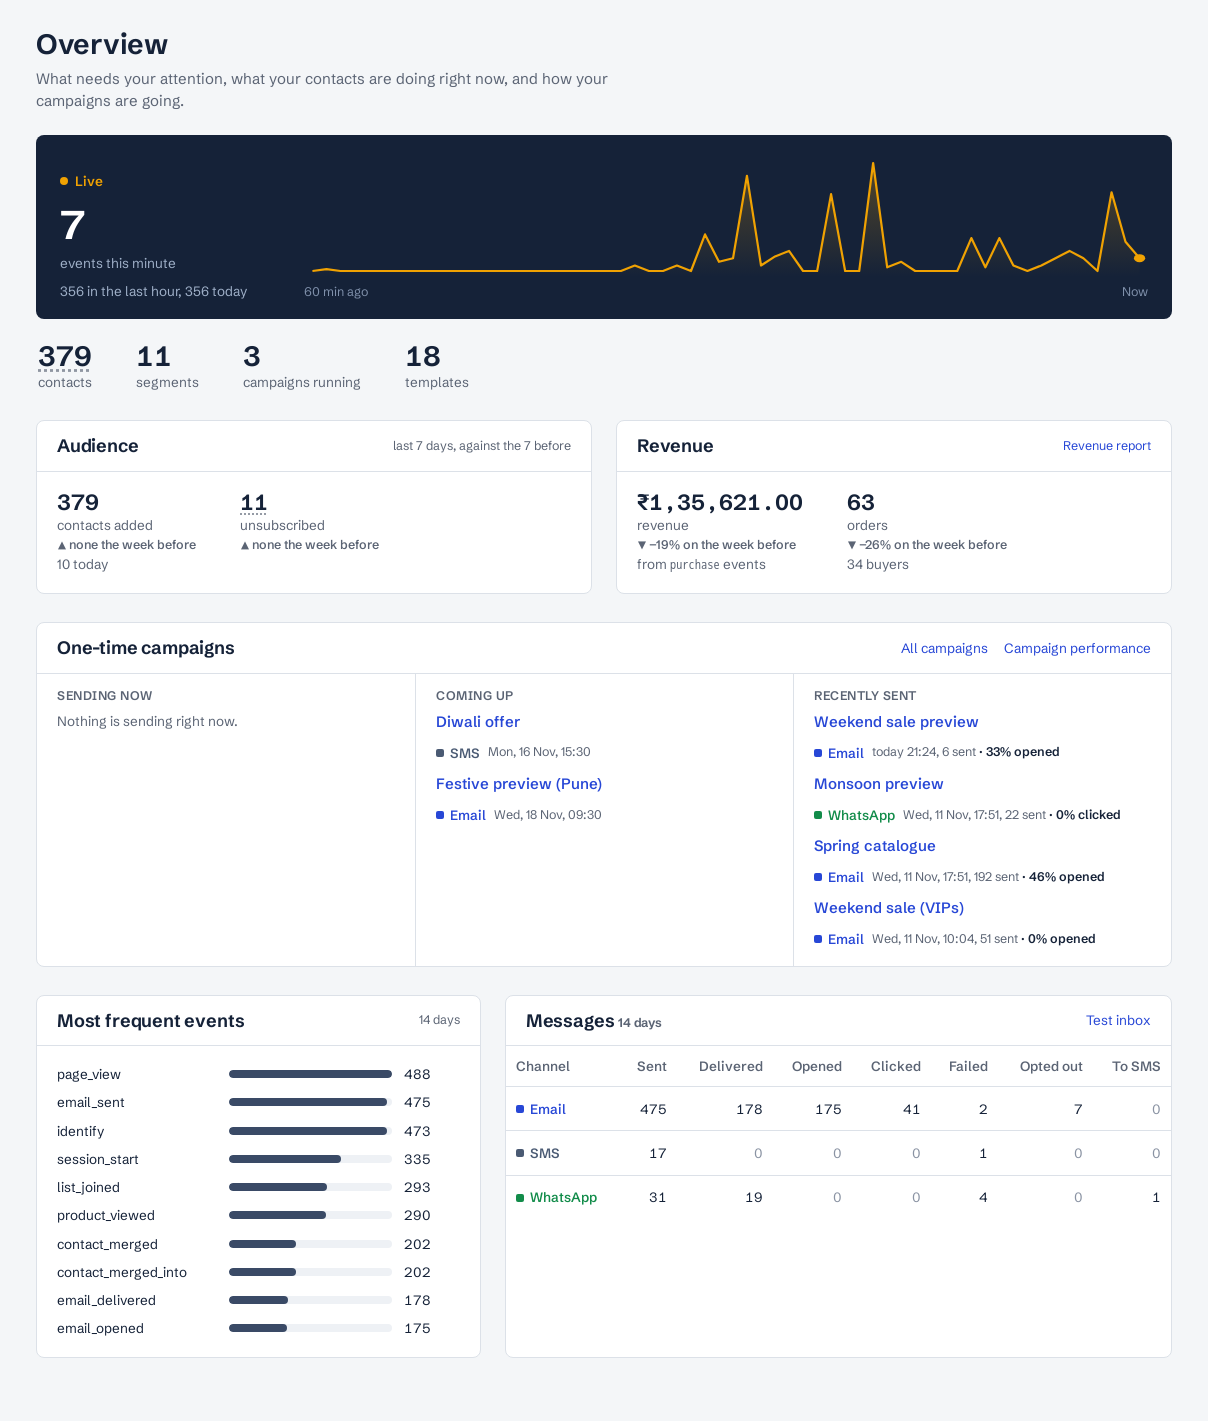 Overview
What needs your attention, what your contacts are doing right now, and how your
campaigns are going.
Live
7
events this minute
356 in the last hour, 356 today
60 min ago
Now
379
contacts
11
segments
3
campaigns running
18
templates
Audience
last 7 days, against the 7 before
379
contacts added
▲ none the week before
10 today
11
unsubscribed
▲ none the week before
Revenue
Revenue report
₹1,35,621.00
revenue
▼ −19% on the week before
from purchase events
63
orders
▼ −26% on the week before
34 buyers
One-time campaigns
All campaigns
Campaign performance
SENDING NOW
Nothing is sending right now.
COMING UP
Diwali offer
SMS Mon, 16 Nov, 15:30
Festive preview (Pune)
Email Wed, 18 Nov, 09:30
RECENTLY SENT
Weekend sale preview
Email today 21:24, 6 sent · 33% opened
Monsoon preview
WhatsApp Wed, 11 Nov, 17:51, 22 sent · 0% clicked
Spring catalogue
Email Wed, 11 Nov, 17:51, 192 sent · 46% opened
Weekend sale (VIPs)
Email Wed, 11 Nov, 10:04, 51 sent · 0% opened
Most frequent events
14 days
page_view 488
email_sent 475
identify 473
session_start 335
list_joined 293
product_viewed 290
contact_merged 202
contact_merged_into 202
email_delivered 178
email_opened 175
Messages 14 days
Test inbox
Channel Sent Delivered Opened Clicked Failed Opted out To SMS
Email 475 178 175 41 2 7 0
SMS 17 0 0 0 1 0 0
WhatsApp 31 19 0 0 4 0 1